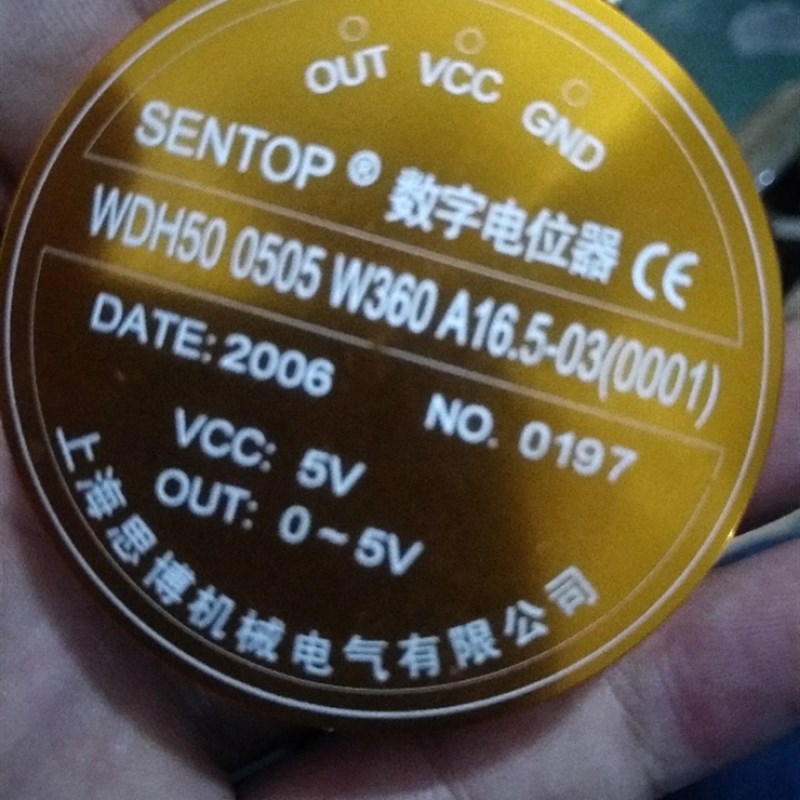 OUT VCC GND
SENTOP® 数字电位器 CE
WDH50 0505 W360 A16.5-03(0001)
DATE: 2006 NO. 0197
VCC: 5V
OUT: 0~5V
上海思博机械电气有限公司